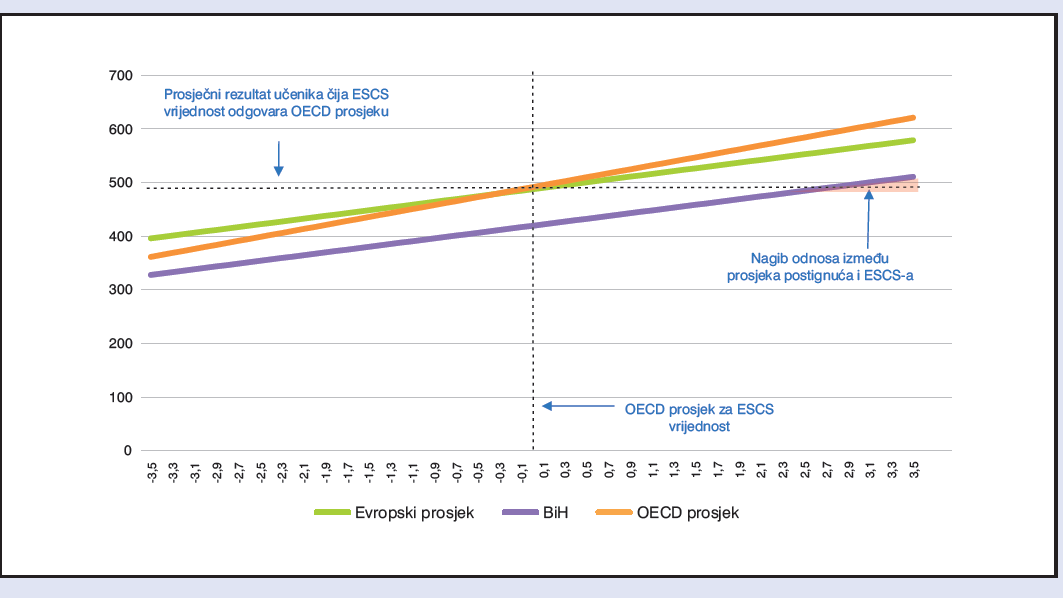 700
Prosječni rezultat učenika čija ESCS
vrijednost odgovara OECD prosjeku
600
500
400
Nagib odnosa između
prosjeka postignuća i ESCS-a
300
200
100
OECD prosjek za ESCS
vrijednost
0
-3,5 -3,3 -3,1 -2,9 -2,7 -2,5 -2,3 -2,1 -1,9 -1,7 -1,5 -1,3 -1,1 -0,9 -0,7 -0,5 -0,3 -0,1 0,1 0,3 0,5 0,7 0,9 1,1 1,3 1,5 1,7 1,9 2,1 2,3 2,5 2,7 2,9 3,1 3,3 3,5
Evropski prosjek BiH OECD prosjek